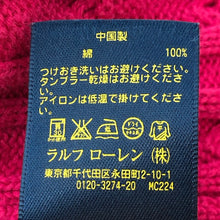 中国製
綿 100%
つけおき洗いはお避けください。
タンブラー乾燥はお避けください。
アイロンは低温で掛けてください。
ラルフ ローレン (株)
東京都千代田区永田町2-10-1
0120-3274-20 MC224